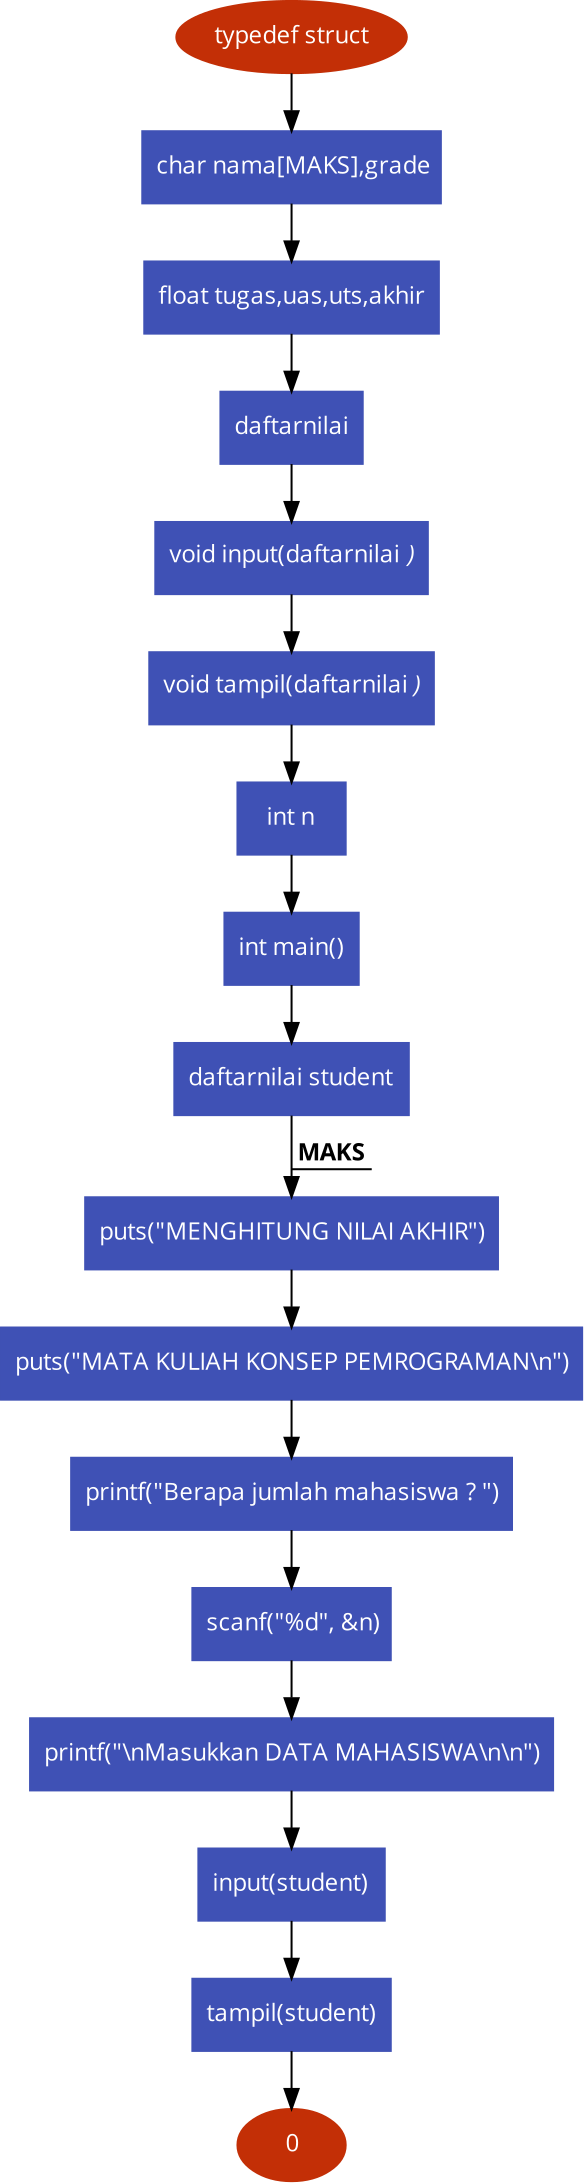 typedef struct
char nama[MAKS],grade
float tugas,uas,uts,akhir
daftarnilai
void input(daftarnilai )
void tampil(daftarnilai )
int n
int main()
daftarnilai student
MAKS
puts("MENGHITUNG NILAI AKHIR")
puts("MATA KULIAH KONSEP PEMROGRAMAN\n")
printf("Berapa jumlah mahasiswa ? ")
scanf("%d", &n)
printf("\nMasukkan DATA MAHASISWA\n\n")
input(student)
tampil(student)
0